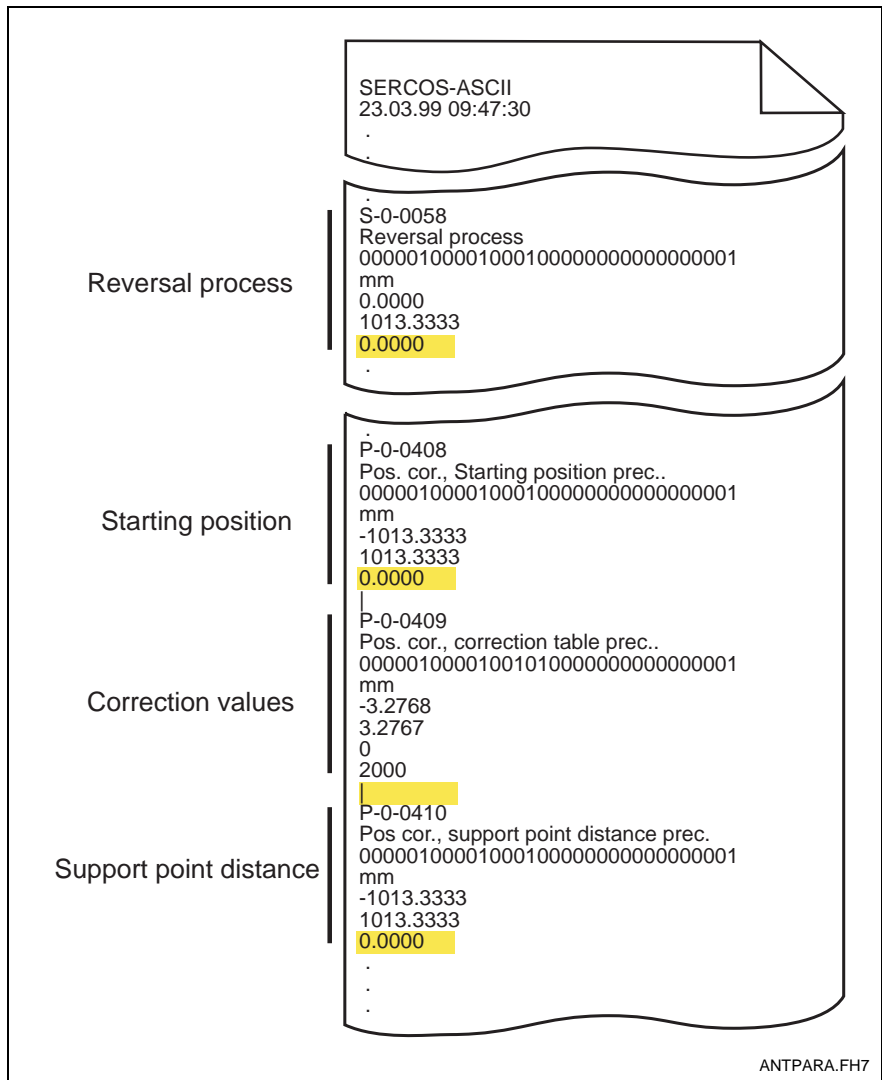 SERCOS-ASCII
23.03.99 09:47:30
.
.
.
Reversal process
S-0-0058
Reversal process
00000100001000100000000000000001
mm
0.0000
1013.3333
0.0000
.
.
Starting position
P-0-0408
Pos. cor., Starting position prec..
00000100001000100000000000000001
mm
-1013.3333
1013.3333
0.0000
|
Correction values
P-0-0409
Pos. cor., correction table prec..
00000100001001010000000000000001
mm
-3.2768
3.2767
0
2000
|
Support point distance
P-0-0410
Pos cor., support point distance prec.
00000100001000100000000000000001
mm
-1013.3333
1013.3333
0.0000
.
.
.
ANTPARA.FH7